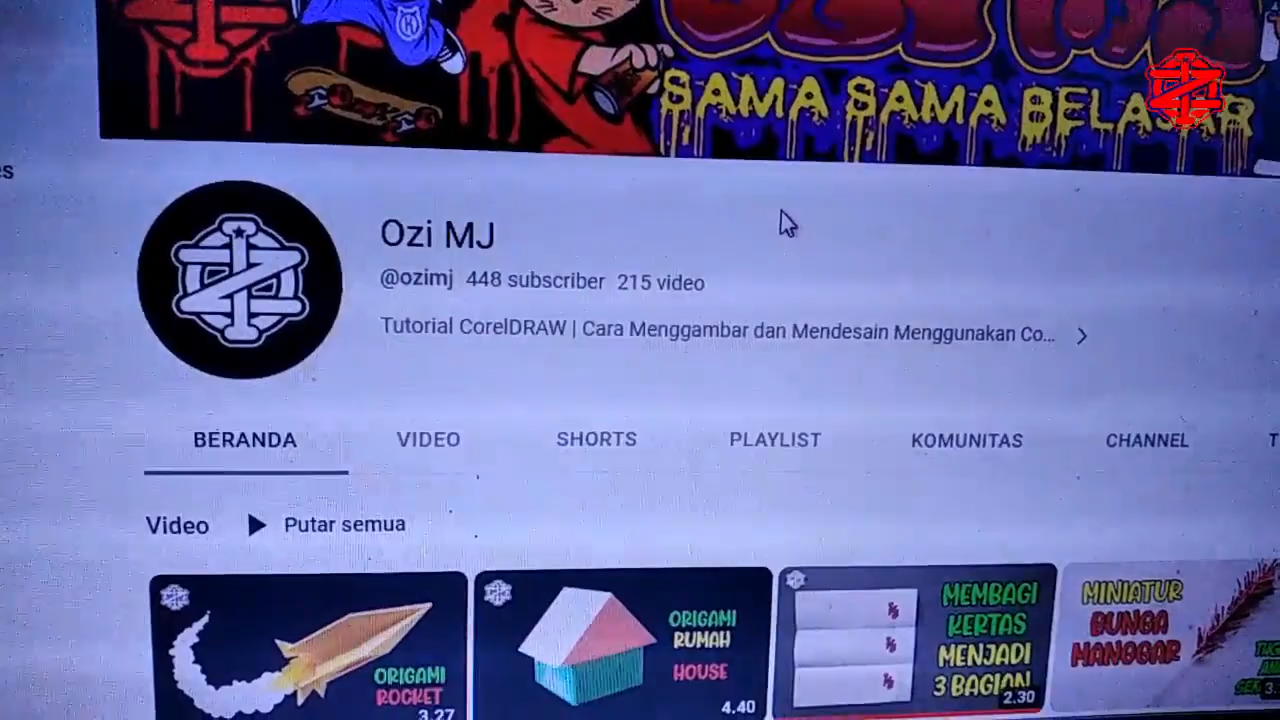 SAMA SAMA BELAJAR
Ozi MJ
@ozimj 448 subscriber 215 video
Tutorial CorelDRAW | Cara Menggambar dan Mendesain Menggunakan Co...
BERANDA VIDEO SHORTS PLAYLIST KOMUNITAS CHANNEL T
Video Putar semua
ORIGAMI
ROCKET
3.27
ORIGAMI
RUMAH
HOUSE
4.40
MEMBAGI
KERTAS
MENJADI
3 BAGIAN
2.30
MINIATUR
BUNGA
MANGGAR